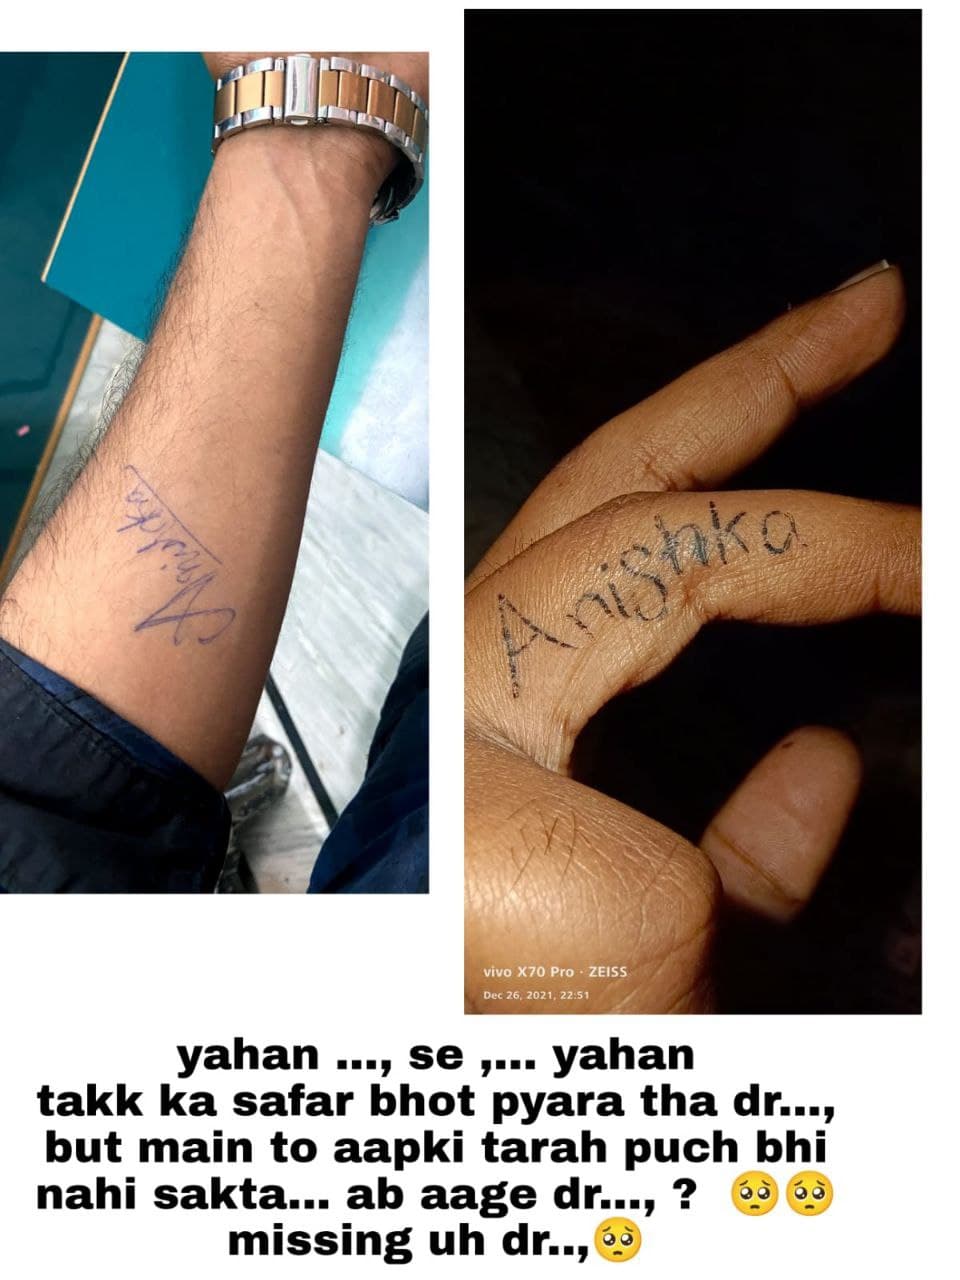 Anishka
Anishka
vivo X70 Pro · ZEISS
Dec 26, 2021, 22:51
yahan ..., se ,... yahan
takk ka safar bhot pyara tha dr...,
but main to aapki tarah puch bhi
nahi sakta... ab aage dr..., ? 🥺🥺
missing uh dr..,🥺